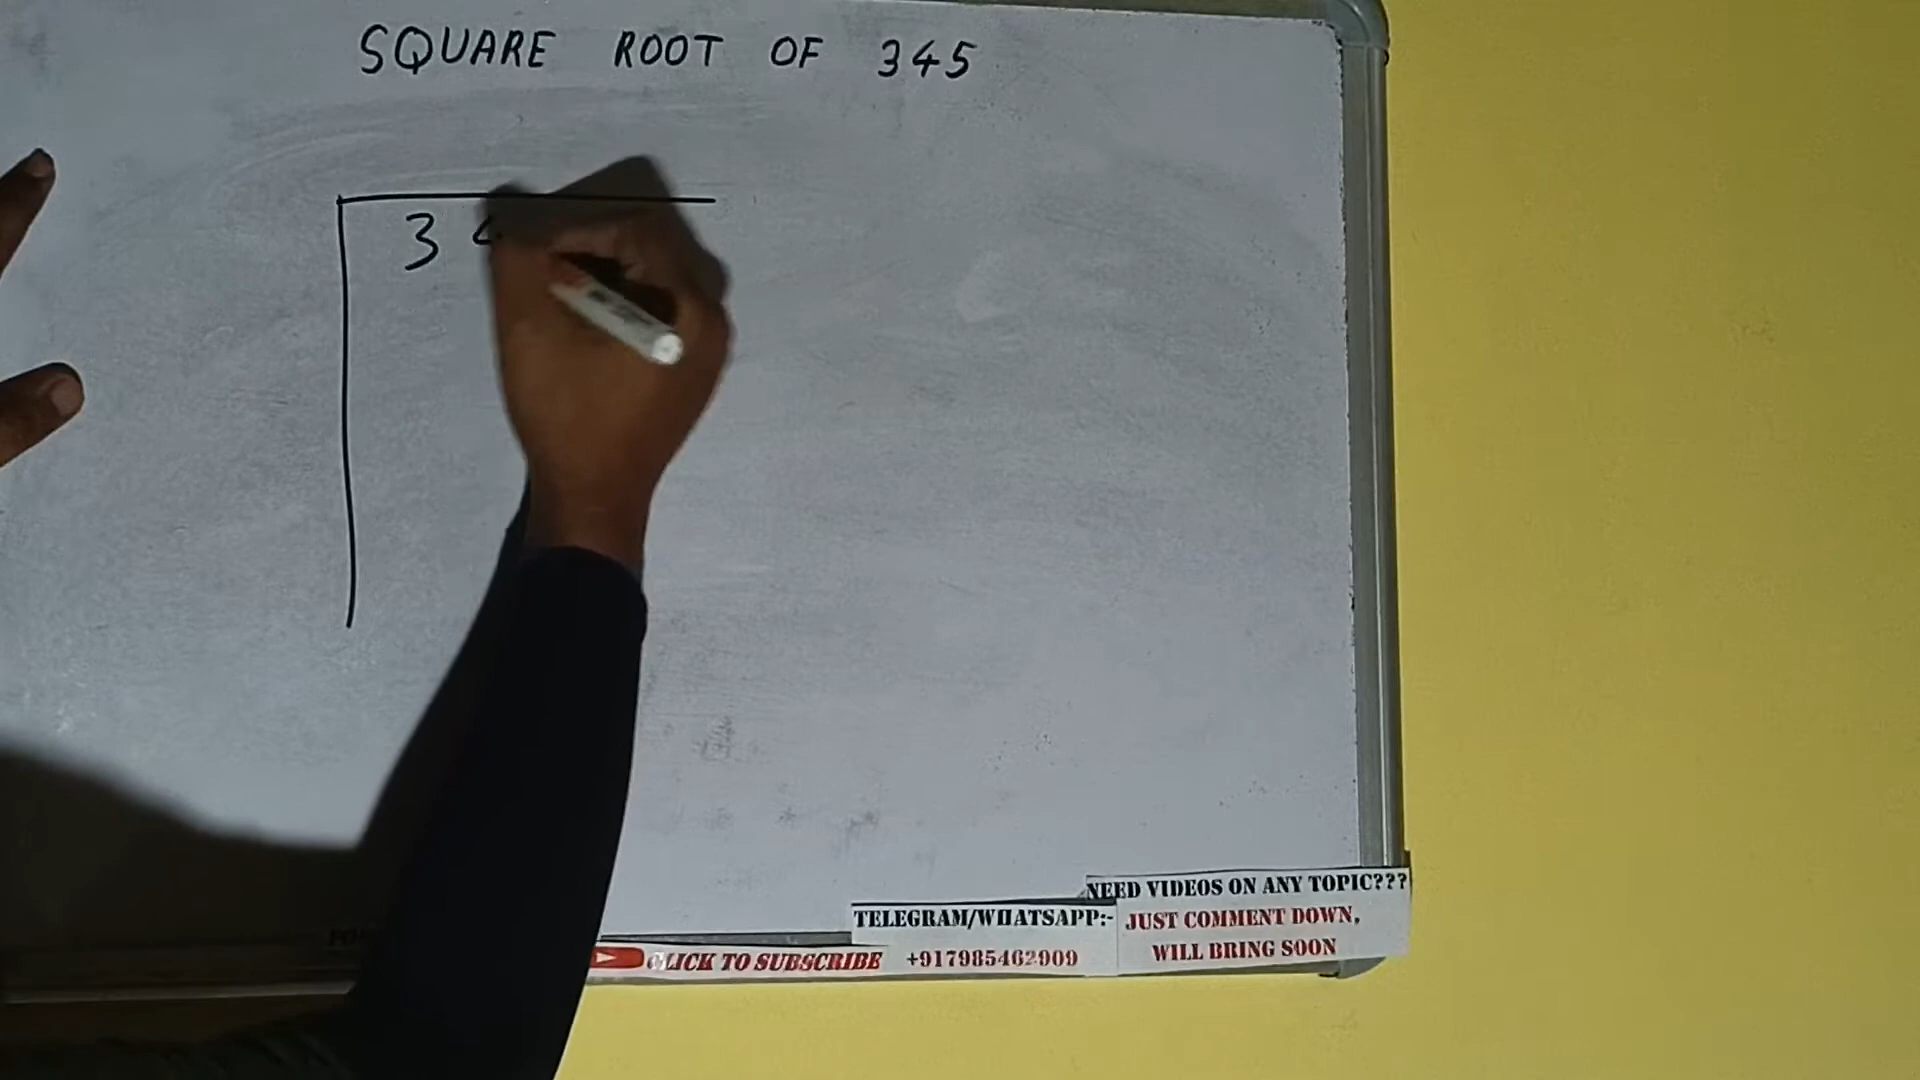 SQUARE ROOT OF 345
3 4
NEED VIDEOS ON ANY TOPIC???
TELEGRAM/WHATSAPP:- JUST COMMENT DOWN,
WILL BRING SOON
CLICK TO SUBSCRIBE +917985462909